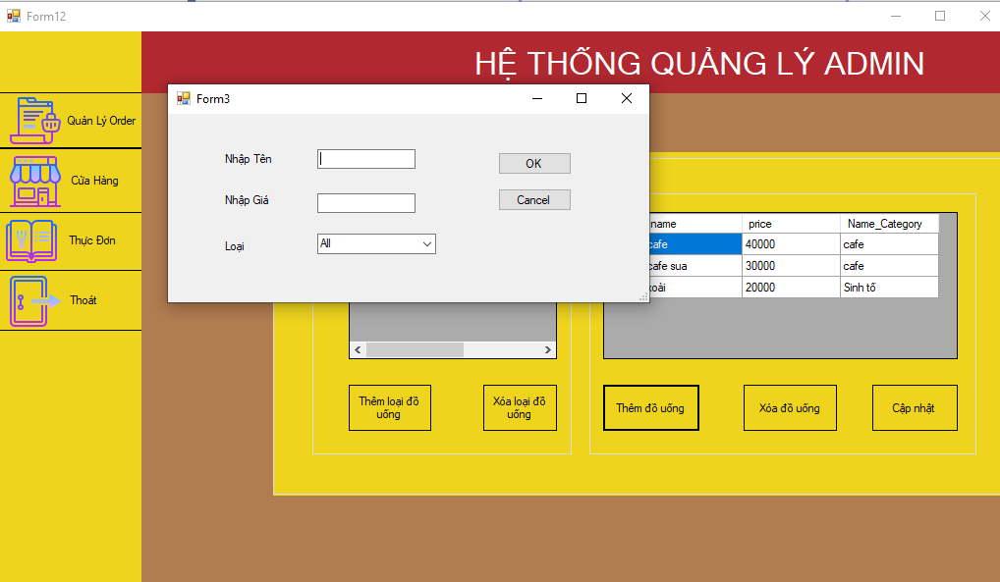 Form12
HỆ THỐNG QUẢNG LÝ ADMIN
Quản Lý Order
Cửa Hàng
Thực Đơn
Thoát
Form3
Nhập Tên
Nhập Giá
Loại
All
OK
Cancel
name price Name_Category
cafe 40000 cafe
cafe sua 30000 cafe
xoài 20000 Sinh tố
Thêm loại đồ
uống
Xóa loại đồ
uống
Thêm đồ uống
Xóa đồ uống
Cập nhật